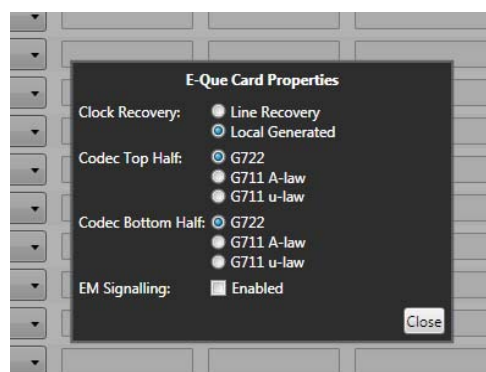 E-Que Card Properties
Clock Recovery: Line Recovery
Local Generated
Codec Top Half: G722
G711 A-law
G711 u-law
Codec Bottom Half: G722
G711 A-law
G711 u-law
EM Signalling: Enabled
Close